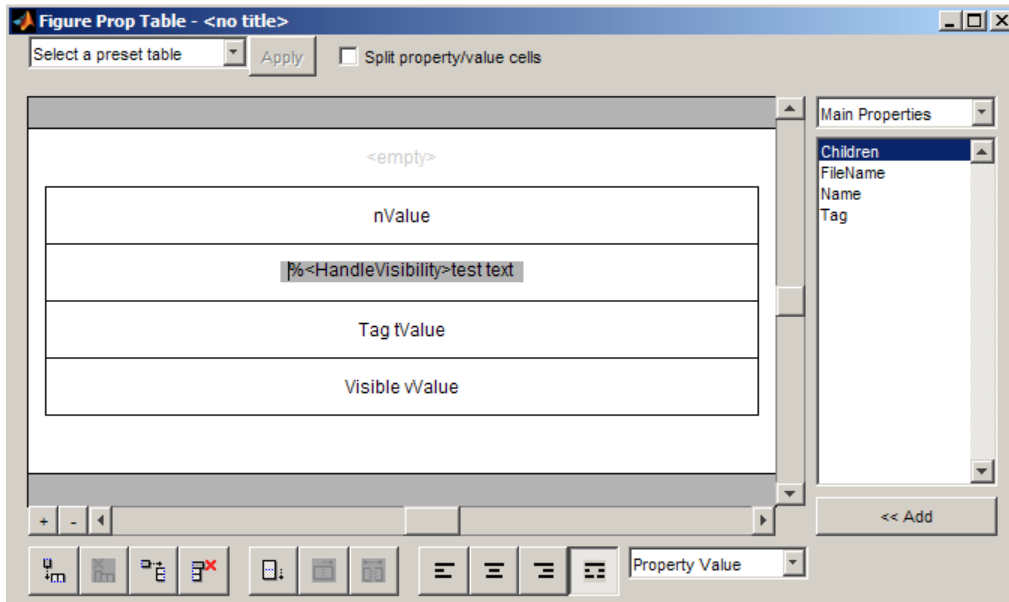 Figure Prop Table - <no title>
Select a preset table
Apply
Split property/value cells
Main Properties
<empty>
Children
FileName
Name
Tag
nValue
%<HandleVisibility>test text
Tag tValue
Visible vValue
<< Add
+ -
Property Value